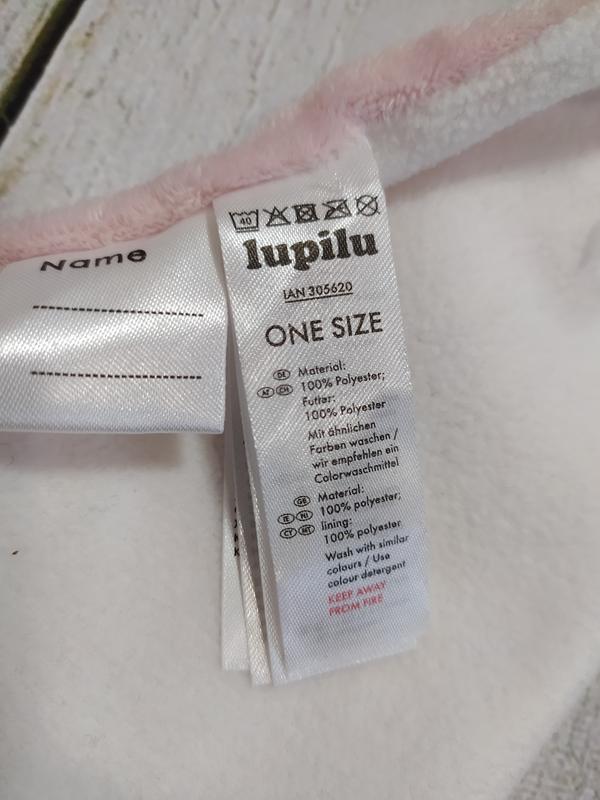 Name
40
lupilu
IAN 305620
ONE SIZE
DE Material:
AT CH 100% Polyester;
Futter:
100% Polyester
Mit ähnlichen
Farben waschen /
wir empfehlen ein
Colorwaschmittel
GB Material:
IE NI 100% polyester;
CY MT lining:
100% polyester
Wash with similar
colours / Use
colour detergent
KEEP AWAY
FROM FIRE